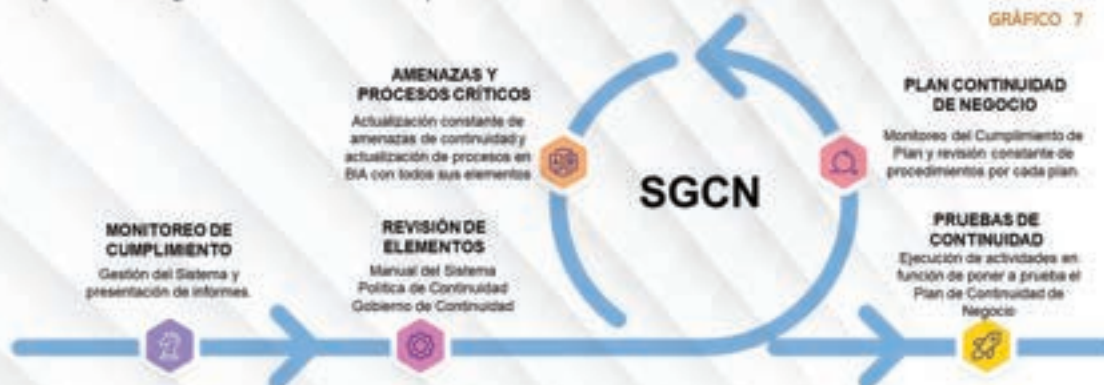 GRÁFICO 7
AMENAZAS Y
PROCESOS CRÍTICOS
Actualización constante de
amenazas de continuidad y
actualización de procesos en
BIA con todos sus elementos
PLAN CONTINUIDAD
DE NEGOCIO
Monitoreo del Cumplimiento de
Plan y revisión constante de
procedimientos por cada plan.
SGCN
MONITOREO DE
CUMPLIMIENTO
Gestión del Sistema y
presentación de informes.
REVISIÓN DE
ELEMENTOS
Manual del Sistema
Política de Continuidad
Gobierno de Continuidad
PRUEBAS DE
CONTINUIDAD
Ejecución de actividades en
función de poner a prueba el
Plan de Continuidad de
Negocio